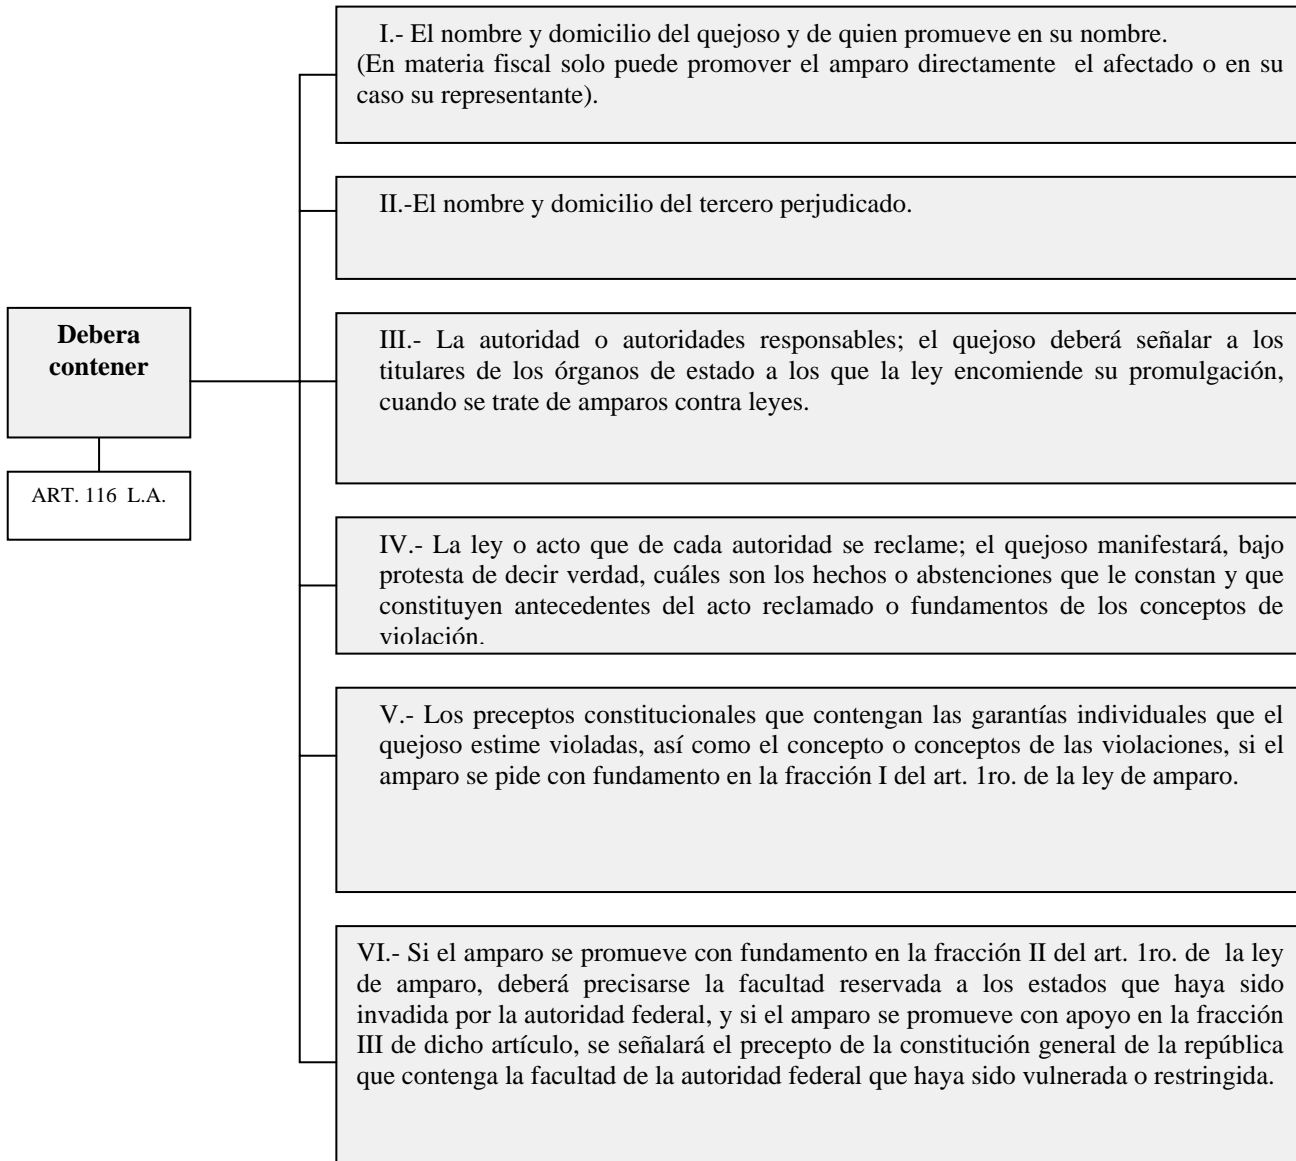 I.- El nombre y domicilio del quejoso y de quien promueve en su nombre.
(En materia fiscal solo puede promover el amparo directamente el afectado o en su
caso su representante).
II.-El nombre y domicilio del tercero perjudicado.
Debera
contener
ART. 116 L.A.
III.- La autoridad o autoridades responsables; el quejoso deberá señalar a los
titulares de los órganos de estado a los que la ley encomiende su promulgación,
cuando se trate de amparos contra leyes.
IV.- La ley o acto que de cada autoridad se reclame; el quejoso manifestará, bajo
protesta de decir verdad, cuáles son los hechos o abstenciones que le constan y que
constituyen antecedentes del acto reclamado o fundamentos de los conceptos de
violación.
V.- Los preceptos constitucionales que contengan las garantías individuales que el
quejoso estime violadas, así como el concepto o conceptos de las violaciones, si el
amparo se pide con fundamento en la fracción I del art. 1ro. de la ley de amparo.
VI.- Si el amparo se promueve con fundamento en la fracción II del art. 1ro. de la ley
de amparo, deberá precisarse la facultad reservada a los estados que haya sido
invadida por la autoridad federal, y si el amparo se promueve con apoyo en la fracción
III de dicho artículo, se señalará el precepto de la constitución general de la república
que contenga la facultad de la autoridad federal que haya sido vulnerada o restringida.